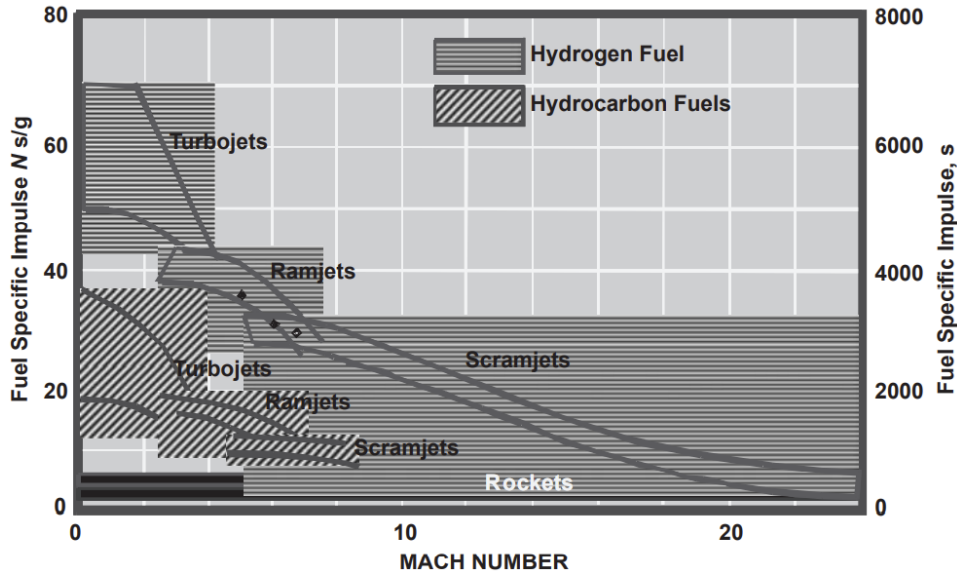 80
8000
Hydrogen Fuel
Hydrocarbon Fuels
Turbojets
60
6000
Fuel Specific Impulse N s/g
Fuel Specific Impulse, s
Ramjets
40
4000
Scramjets
Turbojets
20
2000
Ramjets
Scramjets
Rockets
0
0
0
10
20
MACH NUMBER